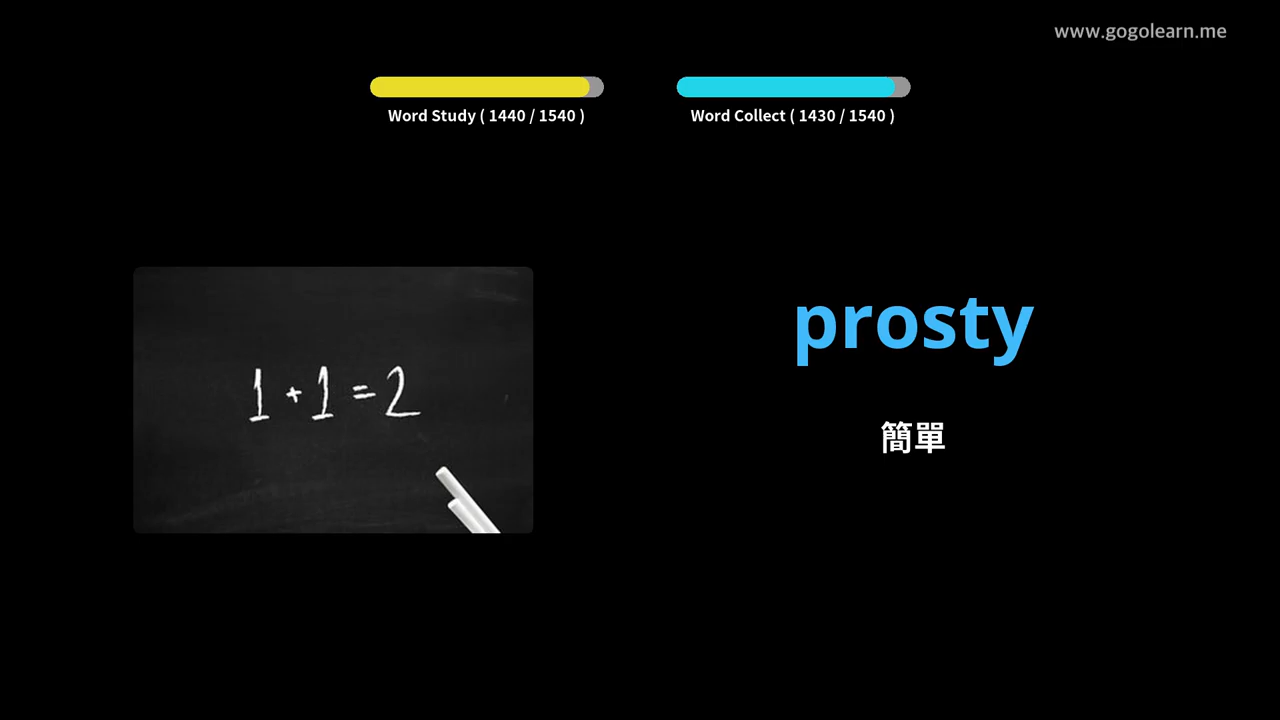 www.gogolearn.me
Word Study ( 1440 / 1540 )
Word Collect ( 1430 / 1540 )
1 + 1 = 2
prosty
簡單